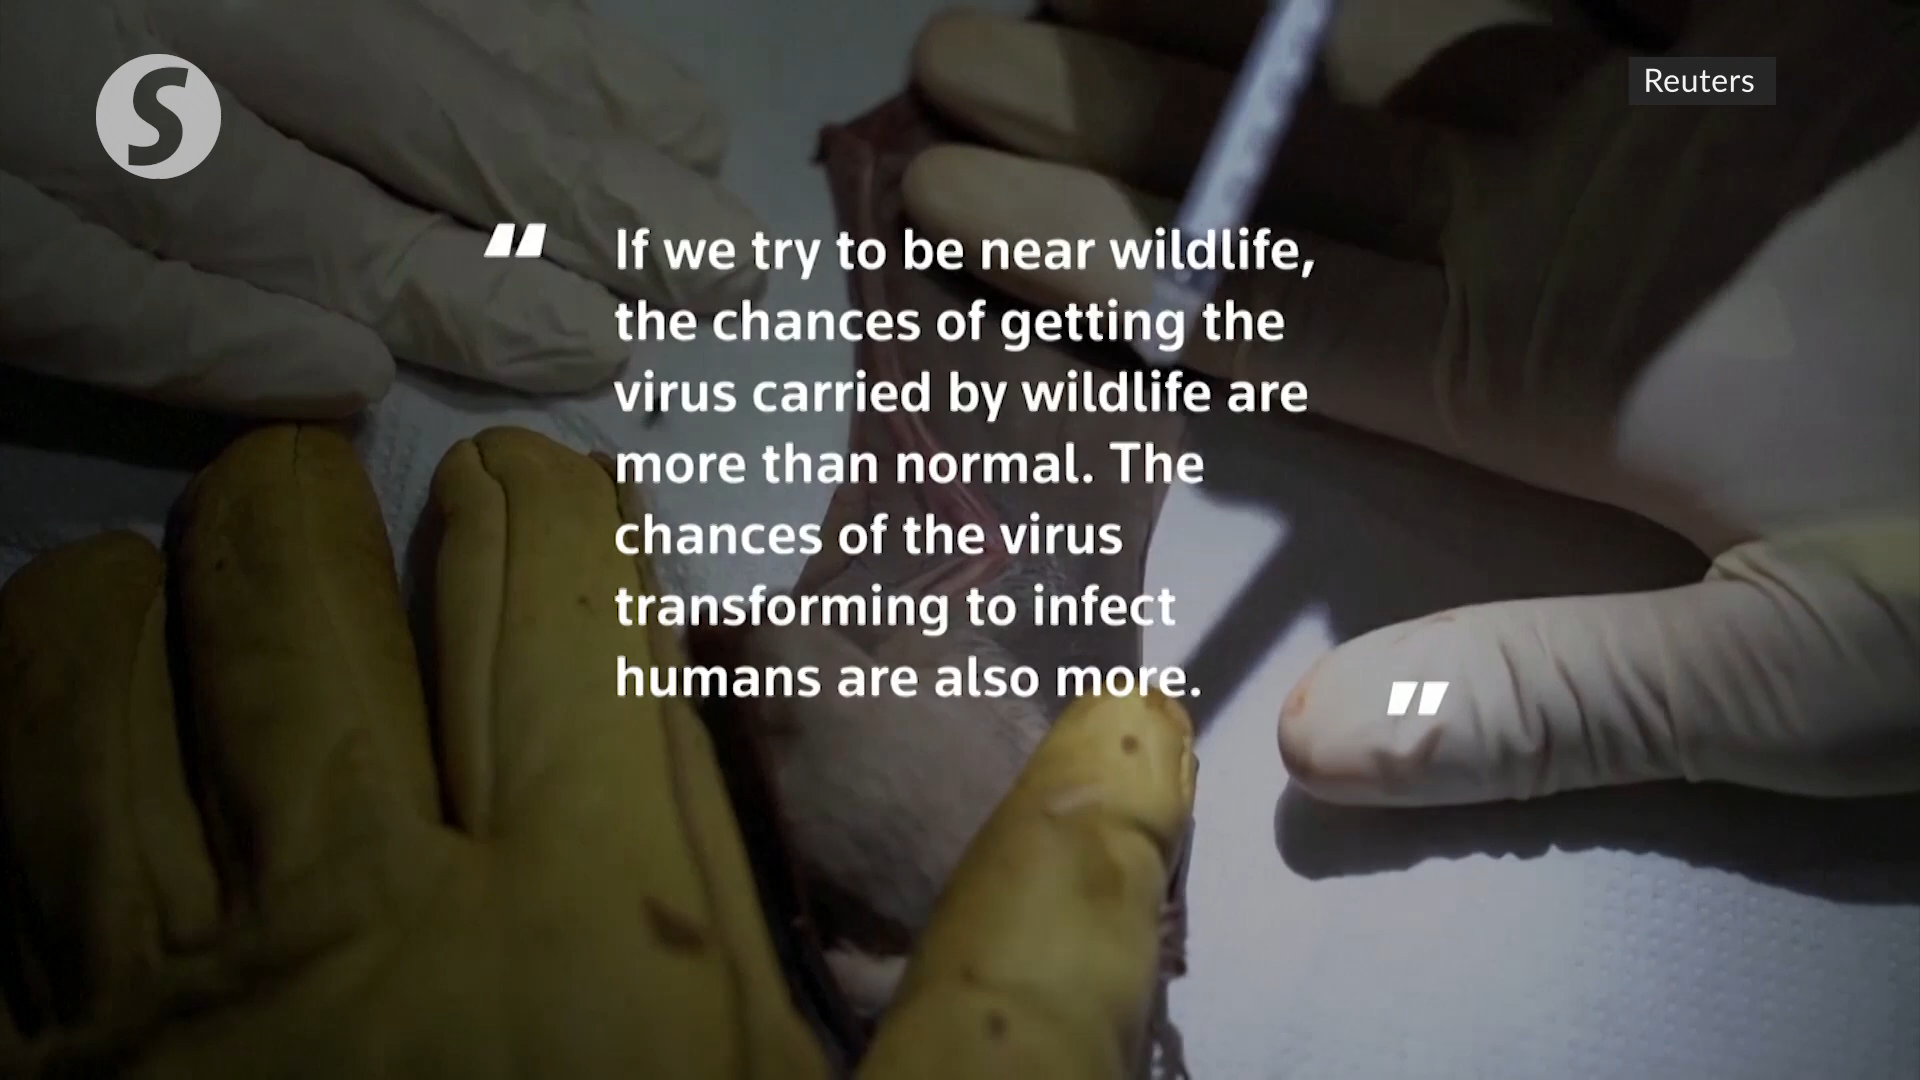 S
Reuters
“ If we try to be near wildlife,
the chances of getting the
virus carried by wildlife are
more than normal. The
chances of the virus
transforming to infect
humans are also more. ”